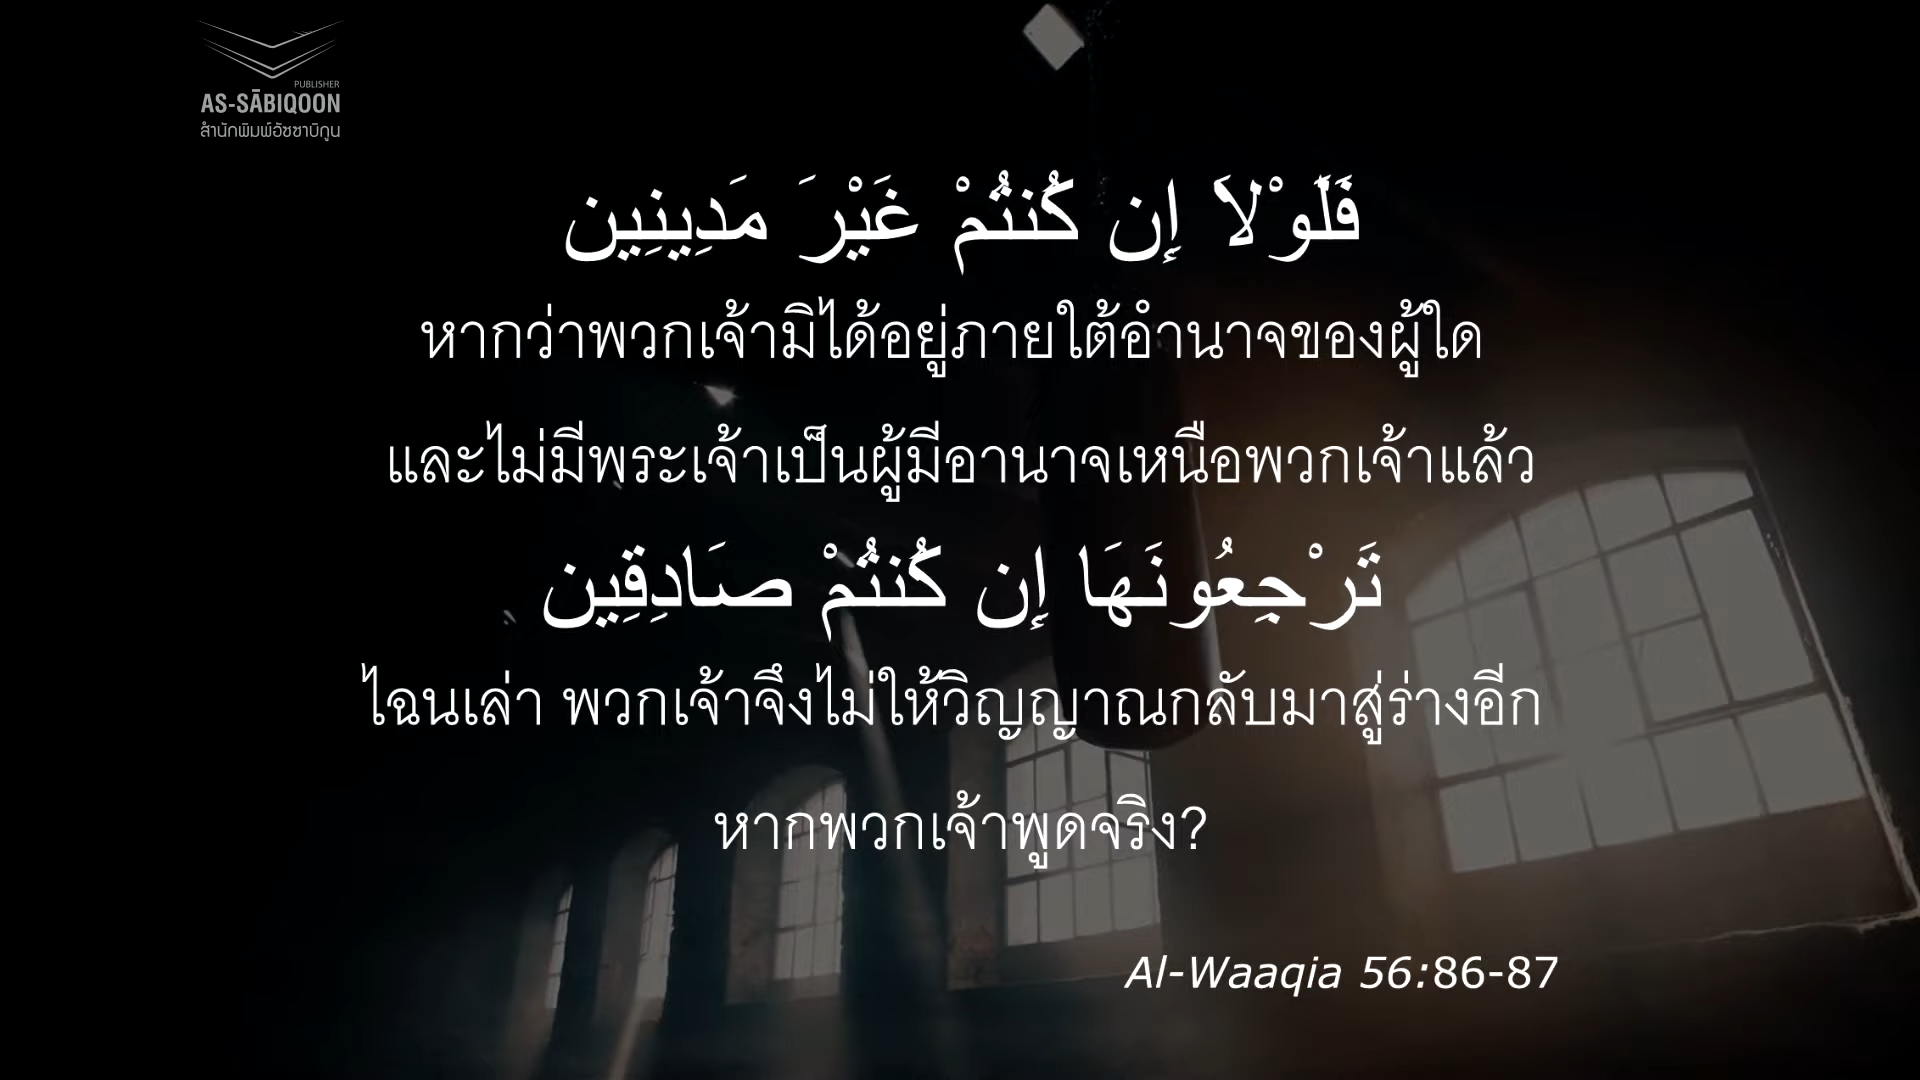 PUBLISHER
AS-SĀBIQOON
สำนักพิมพ์อัซซาบิกูน
فَلَوْلَا إِن كُنتُمْ غَيْرَ مَدِينِين
หากว่าพวกเจ้ามิได้อยู่ภายใต้อำนาจของผู้ใด
และไม่มีพระเจ้าเป็นผู้มีอานาจเหนือพวกเจ้าแล้ว
تَرْجِعُونَهَا إِن كُنتُمْ صَادِقِين
ไฉนเล่า พวกเจ้าจึงไม่ให้วิญญาณกลับมาสู่ร่างอีก
หากพวกเจ้าพูดจริง?
Al-Waaqia 56:86-87